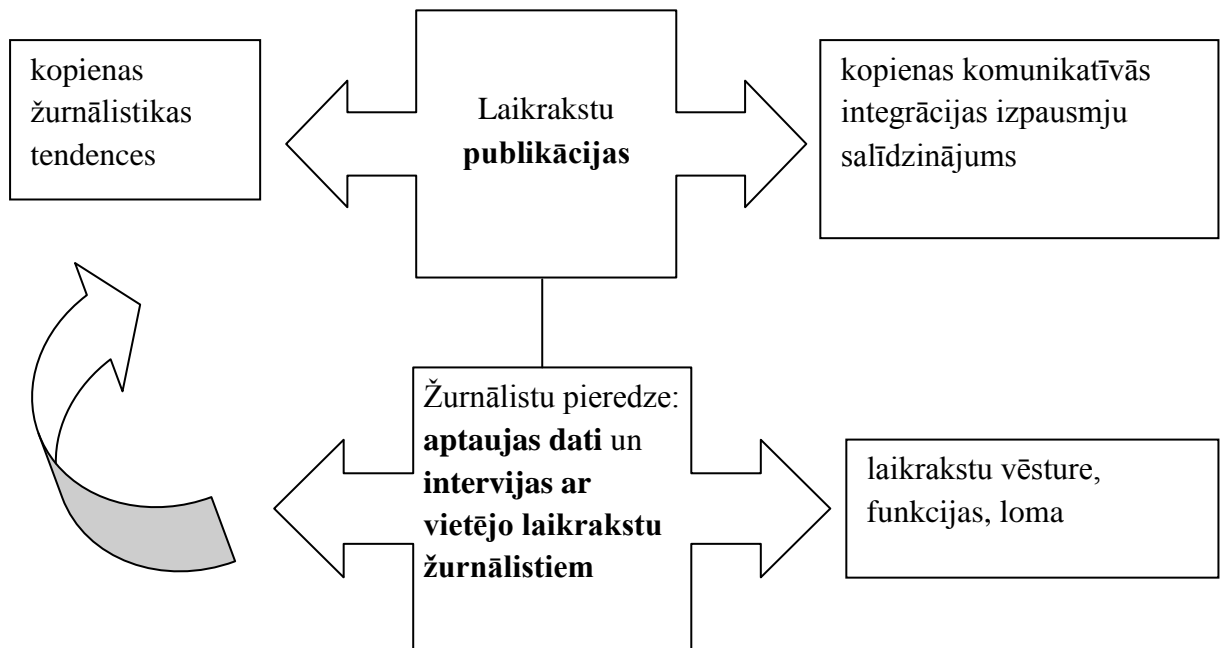 kopienas
žurnālistikas
tendences
Laikrakstu
publikācijas
kopienas komunikatīvās
integrācijas izpausmju
salīdzinājums
Žurnālistu pieredze:
aptaujas dati un
intervijas ar
vietējo laikrakstu
žurnālistiem
laikrakstu vēsture,
funkcijas, loma